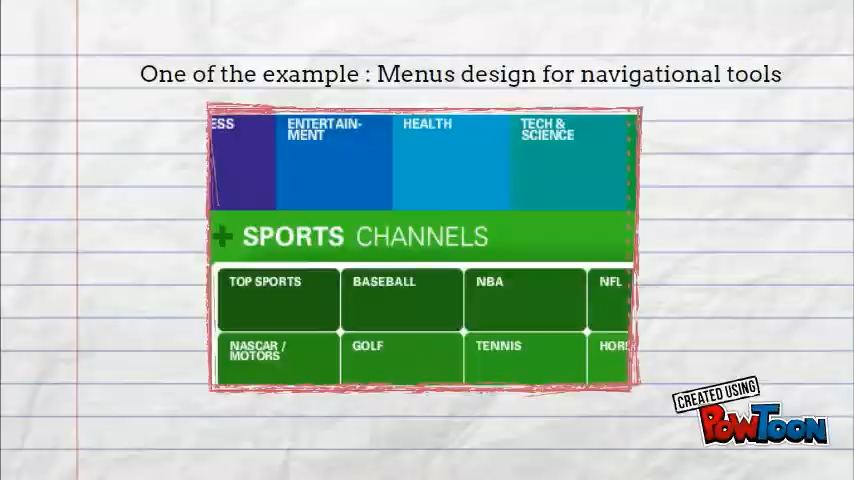 One of the example : Menus design for navigational tools
ESS
ENTERTAIN-
MENT
HEALTH
TECH &
SCIENCE
+ SPORTS CHANNELS
TOP SPORTS
BASEBALL
NBA
NFL
NASCAR /
MOTORS
GOLF
TENNIS
HORS
CREATED USING
POWTOON